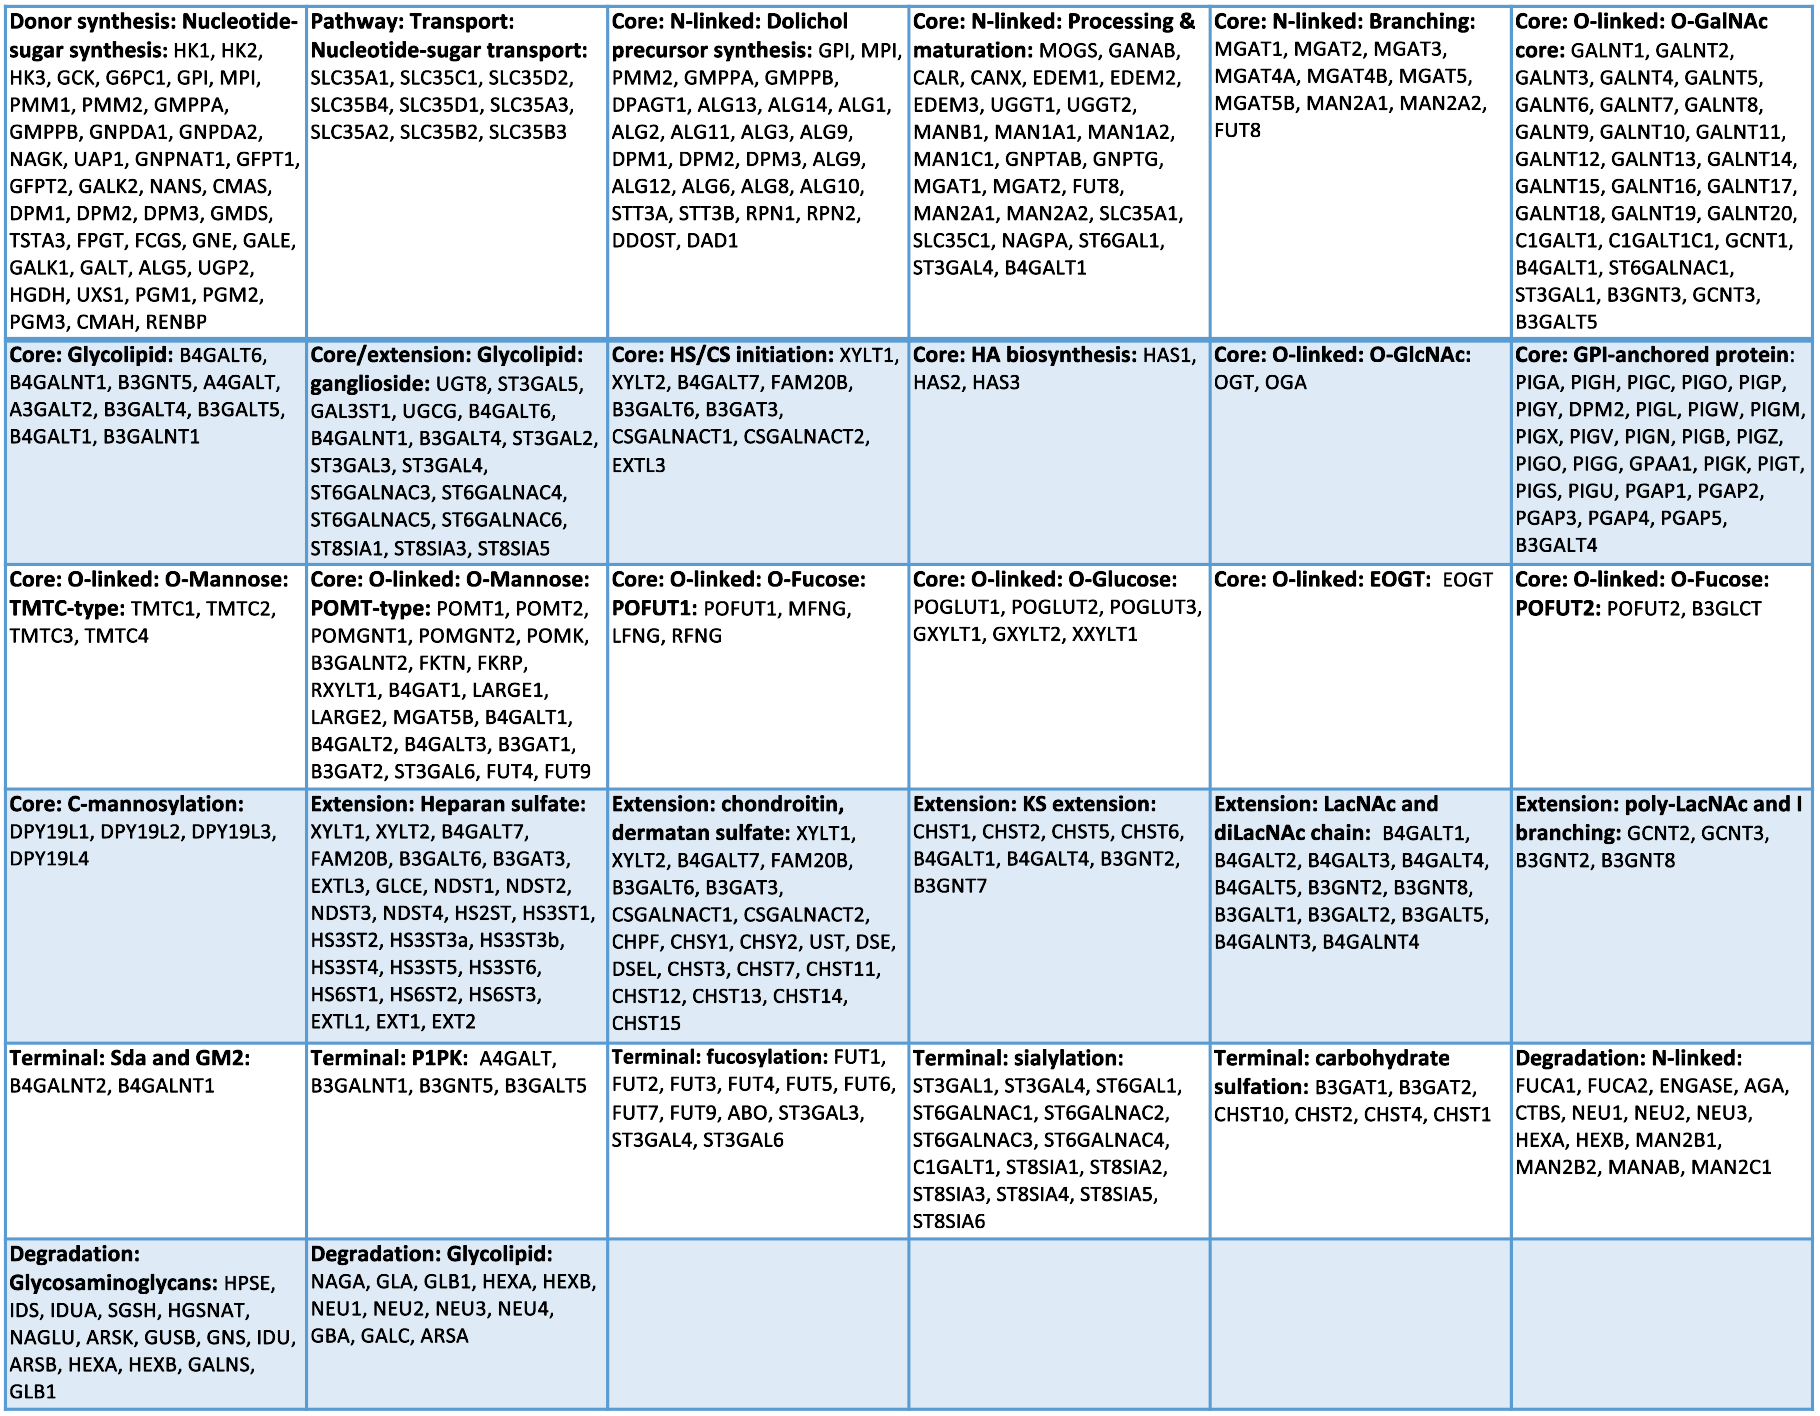 Donor synthesis: Nucleotide-
sugar synthesis: HK1, HK2,
HK3, GCK, G6PC1, GPI, MPI,
PMM1, PMM2, GMPPA,
GMPPB, GNPDA1, GNPDA2,
NAGK, UAP1, GNPNAT1, GFPT1,
GFPT2, GALK2, NANS, CMAS,
DPM1, DPM2, DPM3, GMDS,
TSTA3, FPGT, FCGS, GNE, GALE,
GALK1, GALT, ALG5, UGP2,
HGDH, UXS1, PGM1, PGM2,
PGM3, CMAH, RENBP
Pathway: Transport:
Nucleotide-sugar transport:
SLC35A1, SLC35C1, SLC35D2,
SLC35B4, SLC35D1, SLC35A3,
SLC35A2, SLC35B2, SLC35B3
Core: N-linked: Dolichol
precursor synthesis: GPI, MPI,
PMM2, GMPPA, GMPPB,
DPAGT1, ALG13, ALG14, ALG1,
ALG2, ALG11, ALG3, ALG9,
DPM1, DPM2, DPM3, ALG9,
ALG12, ALG6, ALG8, ALG10,
STT3A, STT3B, RPN1, RPN2,
DDOST, DAD1
Core: N-linked: Processing &
maturation: MOGS, GANAB,
CALR, CANX, EDEM1, EDEM2,
EDEM3, UGGT1, UGGT2,
MANB1, MAN1A1, MAN1A2,
MAN1C1, GNPTAB, GNPTG,
MGAT1, MGAT2, FUT8,
MAN2A1, MAN2A2, SLC35A1,
SLC35C1, NAGPA, ST6GAL1,
ST3GAL4, B4GALT1
Core: N-linked: Branching:
MGAT1, MGAT2, MGAT3,
MGAT4A, MGAT4B, MGAT5,
MGAT5B, MAN2A1, MAN2A2,
FUT8
Core: O-linked: O-GalNAc
core: GALNT1, GALNT2,
GALNT3, GALNT4, GALNT5,
GALNT6, GALNT7, GALNT8,
GALNT9, GALNT10, GALNT11,
GALNT12, GALNT13, GALNT14,
GALNT15, GALNT16, GALNT17,
GALNT18, GALNT19, GALNT20,
C1GALT1, C1GALT1C1, GCNT1,
B4GALT1, ST6GALNAC1,
ST3GAL1, B3GNT3, GCNT3,
B3GALT5
Core: Glycolipid: B4GALT6,
B4GALNT1, B3GNT5, A4GALT,
A3GALT2, B3GALT4, B3GALT5,
B4GALT1, B3GALNT1
Core/extension: Glycolipid:
ganglioside: UGT8, ST3GAL5,
GAL3ST1, UGCG, B4GALT6,
B4GALNT1, B3GALT4, ST3GAL2,
ST3GAL3, ST3GAL4,
ST6GALNAC3, ST6GALNAC4,
ST6GALNAC5, ST6GALNAC6,
ST8SIA1, ST8SIA3, ST8SIA5
Core: HS/CS initiation: XYLT1,
XYLT2, B4GALT7, FAM20B,
B3GALT6, B3GAT3,
CSGALNACT1, CSGALNACT2,
EXTL3
Core: HA biosynthesis: HAS1,
HAS2, HAS3
Core: O-linked: O-GlcNAc:
OGT, OGA
Core: GPI-anchored protein:
PIGA, PIGH, PIGC, PIGO, PIGP,
PIGY, DPM2, PIGL, PIGW, PIGM,
PIGX, PIGV, PIGN, PIGB, PIGZ,
PIGO, PIGG, GPAA1, PIGK, PIGT,
PIGS, PIGU, PGAP1, PGAP2,
PGAP3, PGAP4, PGAP5,
B3GALT4
Core: O-linked: O-Mannose:
TMTC-type: TMTC1, TMTC2,
TMTC3, TMTC4
Core: O-linked: O-Mannose:
POMT-type: POMT1, POMT2,
POMGNT1, POMGNT2, POMK,
B3GALNT2, FKTN, FKRP,
RXYLT1, B4GAT1, LARGE1,
LARGE2, MGAT5B, B4GALT1,
B4GALT2, B4GALT3, B3GAT1,
B3GAT2, ST3GAL6, FUT4, FUT9
Core: O-linked: O-Fucose:
POFUT1: POFUT1, MFNG,
LFNG, RFNG
Core: O-linked: O-Glucose:
POGLUT1, POGLUT2, POGLUT3,
GXYLT1, GXYLT2, XXYLT1
Core: O-linked: EOGT: EOGT
Core: O-linked: O-Fucose:
POFUT2: POFUT2, B3GLCT
Core: C-mannosylation:
DPY19L1, DPY19L2, DPY19L3,
DPY19L4
Extension: Heparan sulfate:
XYLT1, XYLT2, B4GALT7,
FAM20B, B3GALT6, B3GAT3,
EXTL3, GLCE, NDST1, NDST2,
NDST3, NDST4, HS2ST, HS3ST1,
HS3ST2, HS3ST3a, HS3ST3b,
HS3ST4, HS3ST5, HS3ST6,
HS6ST1, HS6ST2, HS6ST3,
EXTL1, EXT1, EXT2
Extension: chondroitin,
dermatan sulfate: XYLT1,
XYLT2, B4GALT7, FAM20B,
B3GALT6, B3GAT3,
CSGALNACT1, CSGALNACT2,
CHPF, CHSY1, CHSY2, UST, DSE,
DSEL, CHST3, CHST7, CHST11,
CHST12, CHST13, CHST14,
CHST15
Extension: KS extension:
CHST1, CHST2, CHST5, CHST6,
B4GALT1, B4GALT4, B3GNT2,
B3GNT7
Extension: LacNAc and
diLacNAc chain: B4GALT1,
B4GALT2, B4GALT3, B4GALT4,
B4GALT5, B3GNT2, B3GNT8,
B3GALT1, B3GALT2, B3GALT5,
B4GALNT3, B4GALNT4
Extension: poly-LacNAc and I
branching: GCNT2, GCNT3,
B3GNT2, B3GNT8
Terminal: Sda and GM2:
B4GALNT2, B4GALNT1
Terminal: P1PK: A4GALT,
B3GALNT1, B3GNT5, B3GALT5
Terminal: fucosylation: FUT1,
FUT2, FUT3, FUT4, FUT5, FUT6,
FUT7, FUT9, ABO, ST3GAL3,
ST3GAL4, ST3GAL6
Terminal: sialylation:
ST3GAL1, ST3GAL4, ST6GAL1,
ST6GALNAC1, ST6GALNAC2,
ST6GALNAC3, ST6GALNAC4,
C1GALT1, ST8SIA1, ST8SIA2,
ST8SIA3, ST8SIA4, ST8SIA5,
ST8SIA6
Terminal: carbohydrate
sulfation: B3GAT1, B3GAT2,
CHST10, CHST2, CHST4, CHST1
Degradation: N-linked:
FUCA1, FUCA2, ENGASE, AGA,
CTBS, NEU1, NEU2, NEU3,
HEXA, HEXB, MAN2B1,
MAN2B2, MANAB, MAN2C1
Degradation:
Glycosaminoglycans: HPSE,
IDS, IDUA, SGSH, HGSNAT,
NAGLU, ARSK, GUSB, GNS, IDU,
ARSB, HEXA, HEXB, GALNS,
GLB1
Degradation: Glycolipid:
NAGA, GLA, GLB1, HEXA, HEXB,
NEU1, NEU2, NEU3, NEU4,
GBA, GALC, ARSA